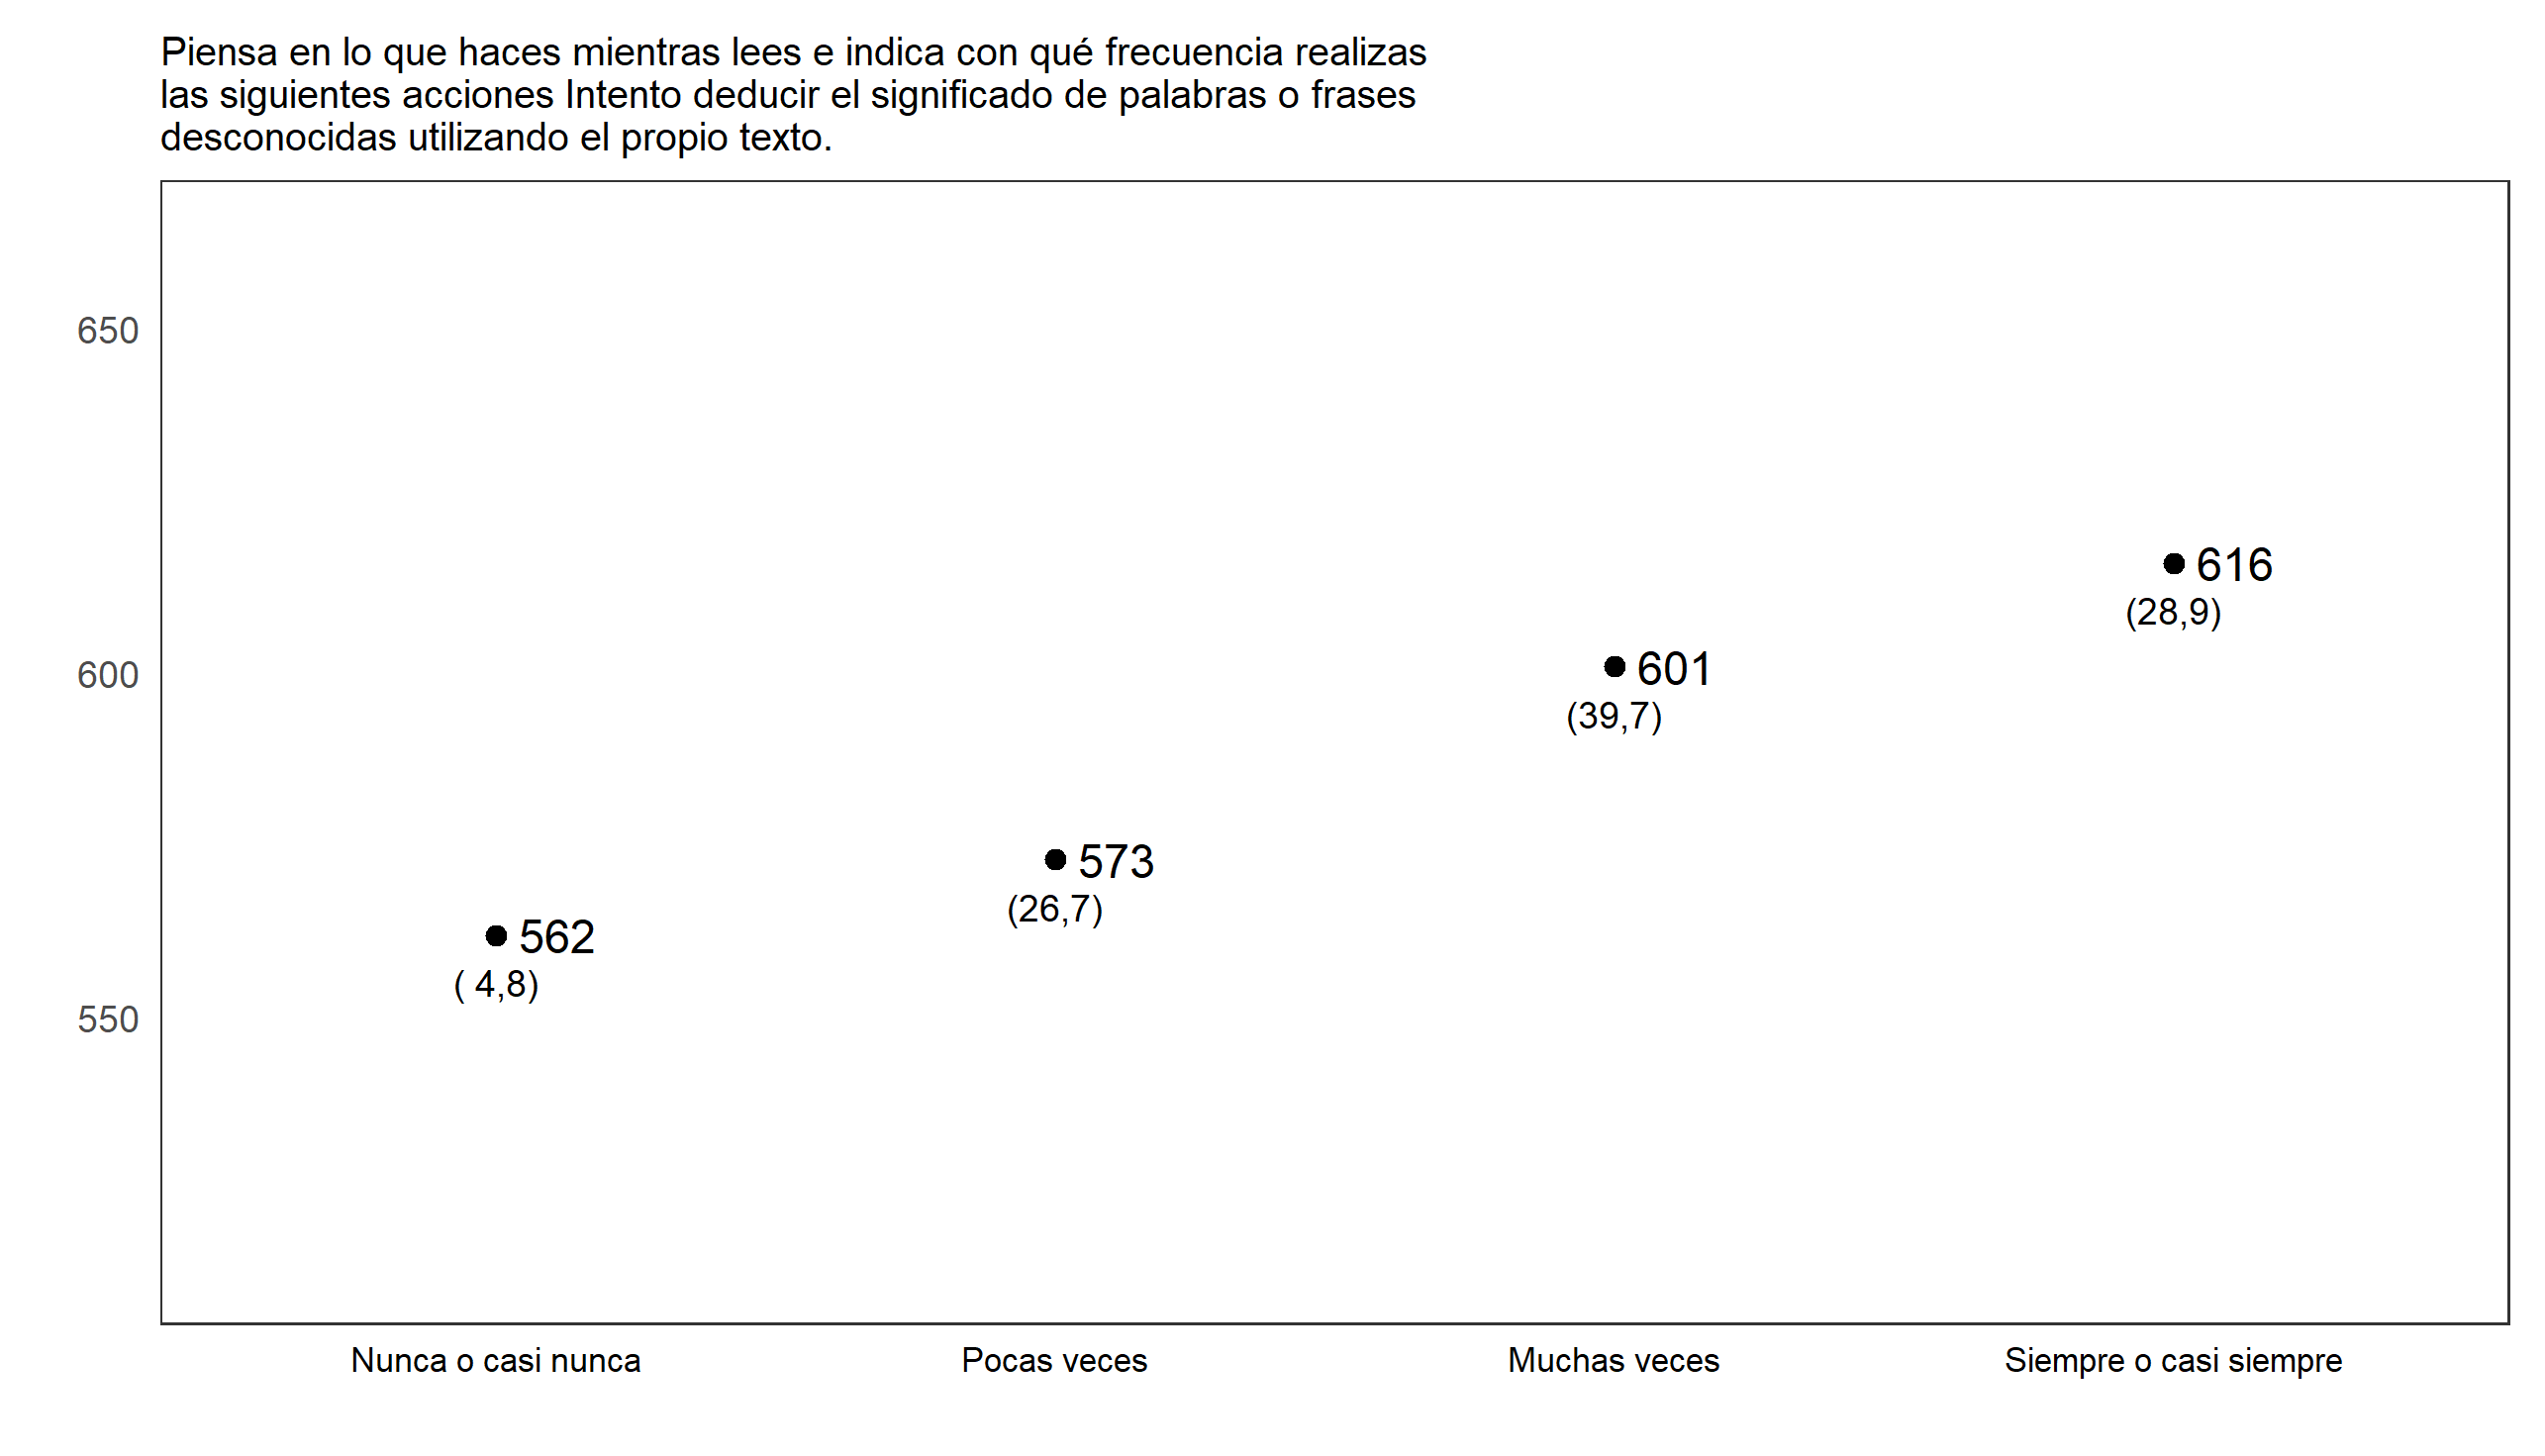 Piensa en lo que haces mientras lees e indica con qué frecuencia realizas
las siguientes acciones Intento deducir el significado de palabras o frases
desconocidas utilizando el propio texto.
650
600
550
616
(28,9)
601
(39,7)
573
(26,7)
562
( 4,8)
Nunca o casi nunca
Pocas veces
Muchas veces
Siempre o casi siempre